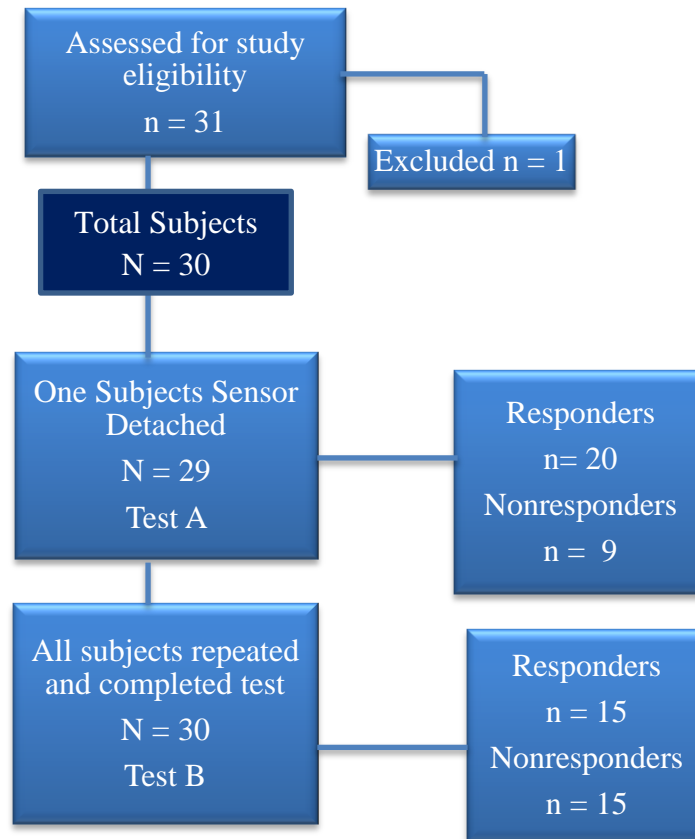 Assessed for study
eligibility
n = 31
Excluded n = 1
Total Subjects
N = 30
One Subjects Sensor
Detached
N = 29
Test A
Responders
n= 20
Nonresponders
n =  9
All subjects repeated
and completed test
N = 30
Test B
Responders
n = 15
Nonresponders
n = 15